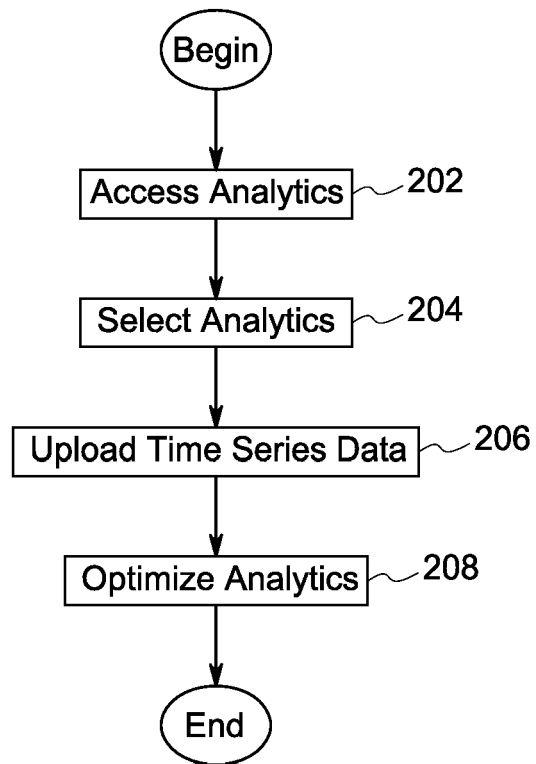 Begin
Access Analytics 202
Select Analytics 204
Upload Time Series Data 206
Optimize Analytics 208
End